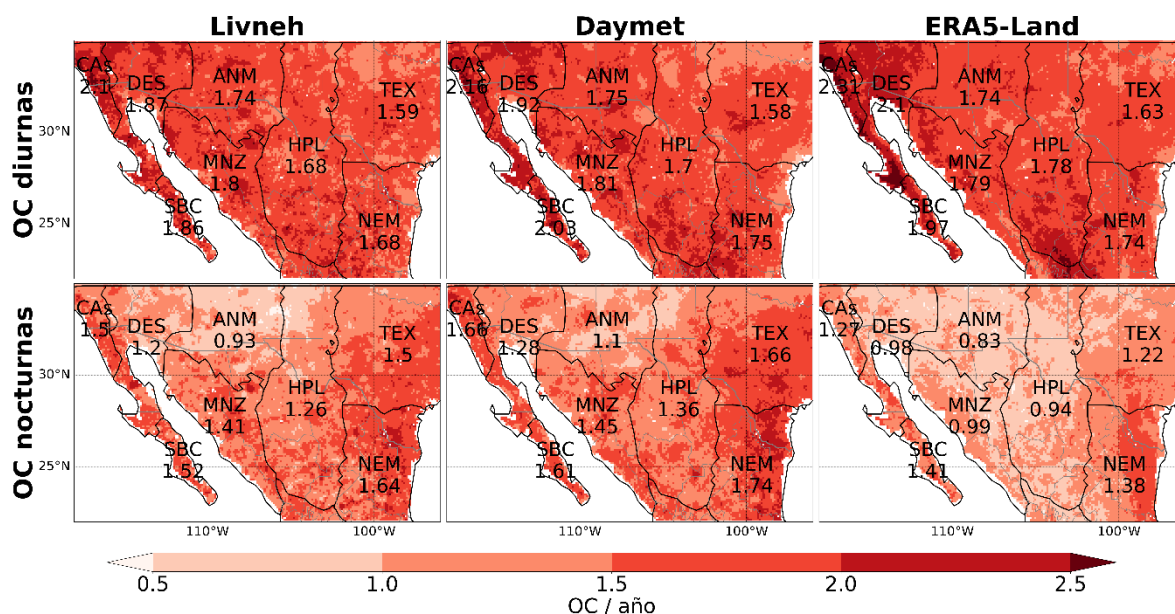 Livneh
Daymet
ERA5-Land
OC diurnas
30°N
25°N
CAs
2.1
DES
1.87
ANM
1.74
TEX
1.59
MNZ
1.8
HPL
1.68
SBC
1.86
NEM
1.68
CAs
2.16
DES
1.92
ANM
1.75
TEX
1.58
MNZ
1.81
HPL
1.7
SBC
2.03
NEM
1.75
CAs
2.31
DES
2.1
ANM
1.74
TEX
1.63
MNZ
1.79
HPL
1.78
SBC
1.97
NEM
1.74
OC nocturnas
30°N
25°N
CAs
1.5
DES
1.2
ANM
0.93
TEX
1.5
MNZ
1.41
HPL
1.26
SBC
1.52
NEM
1.64
CAs
1.66
DES
1.28
ANM
1.1
TEX
1.66
MNZ
1.45
HPL
1.36
SBC
1.61
NEM
1.74
CAs
1.27
DES
0.98
ANM
0.83
TEX
1.22
MNZ
0.99
HPL
0.94
SBC
1.41
NEM
1.38
110°W 100°W
110°W 100°W
110°W 100°W
0.5 1.0 1.5 2.0 2.5
OC / año